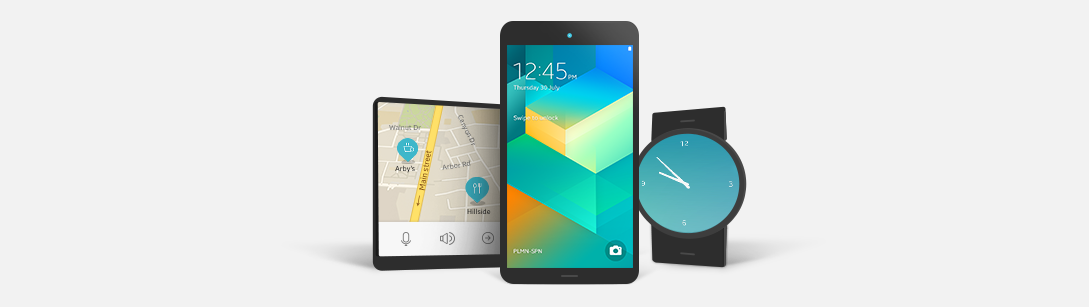 Walnut Dr
Canyon Dr
Arby's
Main street
Arbor Rd
Hillside
12:45PM
Thursday 30 July
Swipe to unlock
PLMN-SPN
12
3
6
9